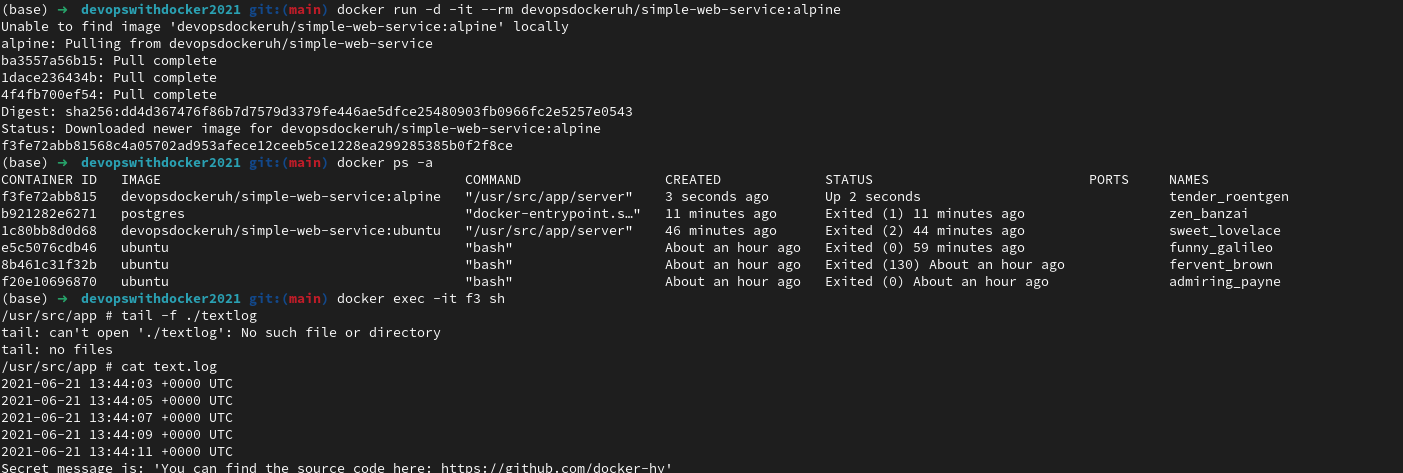 (base) ➜  devopswithdocker2021 git:(main) docker run -d -it --rm devopsdockeruh/simple-web-service:alpine
Unable to find image 'devopsdockeruh/simple-web-service:alpine' locally
alpine: Pulling from devopsdockeruh/simple-web-service
ba3557a56b15: Pull complete
1dace236434b: Pull complete
4f4fb700ef54: Pull complete
Digest: sha256:dd4d367476f86b7d7579d3379fe446ae5dfce25480903fb0966fc2e5257e0543
Status: Downloaded newer image for devopsdockeruh/simple-web-service:alpine
f3fe72abb81568c4a05702ad953afece12ceeb5ce1228ea299285385b0f2f8ce
(base) ➜  devopswithdocker2021 git:(main) docker ps -a
CONTAINER ID   IMAGE                                      COMMAND                  CREATED             STATUS                           PORTS     NAMES
f3fe72abb815   devopsdockeruh/simple-web-service:alpine   "/usr/src/app/server"    3 seconds ago       Up 2 seconds                               tender_roentgen
b921282e6271   postgres                                   "docker-entrypoint.s…"   11 minutes ago      Exited (1) 11 minutes ago                  zen_banzai
1c80bb8d0d68   devopsdockeruh/simple-web-service:ubuntu   "/usr/src/app/server"    46 minutes ago      Exited (2) 44 minutes ago                  sweet_lovelace
e5c5076cdb46   ubuntu                                     "bash"                   About an hour ago   Exited (0) 59 minutes ago                  funny_galileo
8b461c31f32b   ubuntu                                     "bash"                   About an hour ago   Exited (130) About an hour ago             fervent_brown
f20e10696870   ubuntu                                     "bash"                   About an hour ago   Exited (0) About an hour ago               admiring_payne
(base) ➜  devopswithdocker2021 git:(main) docker exec -it f3 sh
/usr/src/app # tail -f ./textlog
tail: can't open './textlog': No such file or directory
tail: no files
/usr/src/app # cat text.log
2021-06-21 13:44:03 +0000 UTC
2021-06-21 13:44:05 +0000 UTC
2021-06-21 13:44:07 +0000 UTC
2021-06-21 13:44:09 +0000 UTC
2021-06-21 13:44:11 +0000 UTC
Secret message is: 'You can find the source code here: https://github.com/docker-hy'